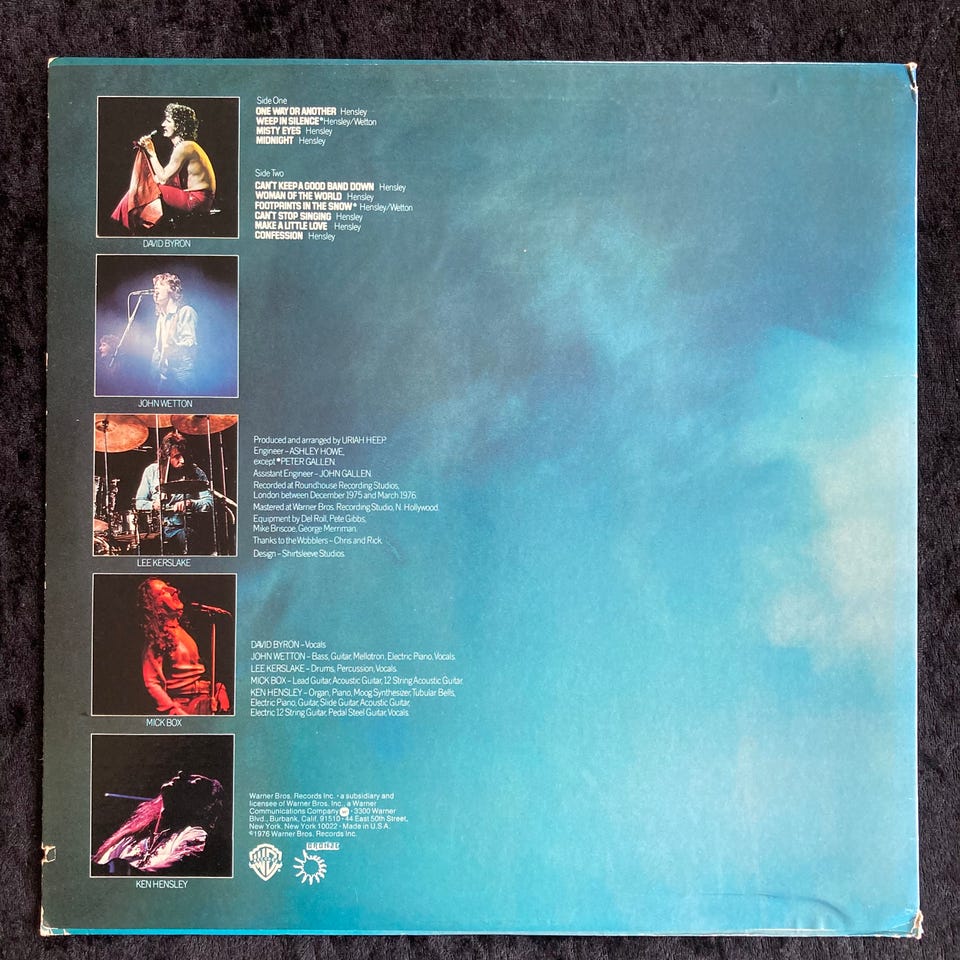 Side One
ONE WAY OR ANOTHER Hensley
WEEP IN SILENCE* Hensley/Wetton
MISTY EYES Hensley
MIDNIGHT Hensley
Side Two
CAN'T KEEP A GOOD BAND DOWN Hensley
WOMAN OF THE WORLD Hensley
FOOTPRINTS IN THE SNOW* Hensley/Wetton
CAN'T STOP SINGING Hensley
MAKE A LITTLE LOVE Hensley
CONFESSION Hensley
DAVID BYRON
JOHN WETTON
Produced and arranged by URIAH HEEP.
Engineer – ASHLEY HOWE,
except *PETER GALLEN.
Assistant Engineer – JOHN GALLEN.
Recorded at Roundhouse Recording Studios,
London between December 1975 and March 1976.
Mastered at Warner Bros. Recording Studio, N. Hollywood.
Equipment by Del Roll, Pete Gibbs,
Mike Briscoe, George Merriman.
Thanks to the Wobblers – Chris and Rick.
Design – Shirtsleeve Studios.
LEE KERSLAKE
DAVID BYRON – Vocals
JOHN WETTON – Bass, Guitar, Mellotron, Electric Piano, Vocals.
LEE KERSLAKE – Drums, Percussion, Vocals.
MICK BOX – Lead Guitar, Acoustic Guitar, 12 String Acoustic Guitar.
KEN HENSLEY – Organ, Piano, Moog Synthesizer, Tubular Bells,
Electric Piano, Guitar, Slide Guitar, Acoustic Guitar,
Electric 12 String Guitar, Pedal Steel Guitar, Vocals.
MICK BOX
Warner Bros. Records Inc. • a subsidiary and
licensee of Warner Bros. Inc., a Warner
Communications Company • 3300 Warner
Blvd., Burbank, Calif. 91510 • 44 East 50th Street,
New York, New York 10022 • Made in U.S.A.
©1976 Warner Bros. Records Inc.
WB
BRONZE
KEN HENSLEY